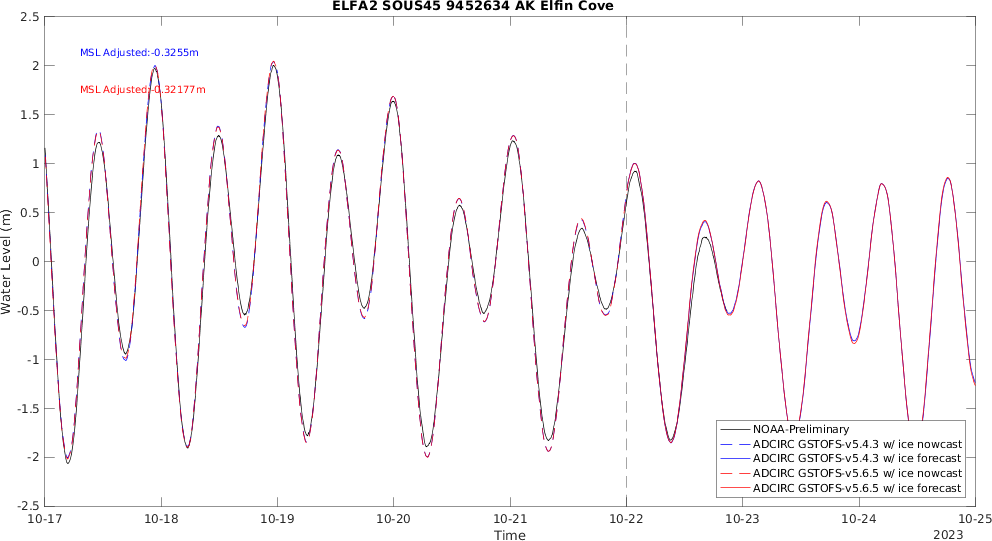 ELFA2 SOUS45 9452634 AK Elfin Cove
2.5
2
1.5
1
0.5
0
-0.5
-1
-1.5
-2
-2.5
Water Level (m)
MSL Adjusted:-0.3255m
MSL Adjusted:-0.32177m
NOAA-Preliminary
ADCIRC GSTOFS-v5.4.3 w/ ice nowcast
ADCIRC GSTOFS-v5.4.3 w/ ice forecast
ADCIRC GSTOFS-v5.6.5 w/ ice nowcast
ADCIRC GSTOFS-v5.6.5 w/ ice forecast
10-17 10-18 10-19 10-20 10-21 10-22 10-23 10-24 10-25
Time
2023